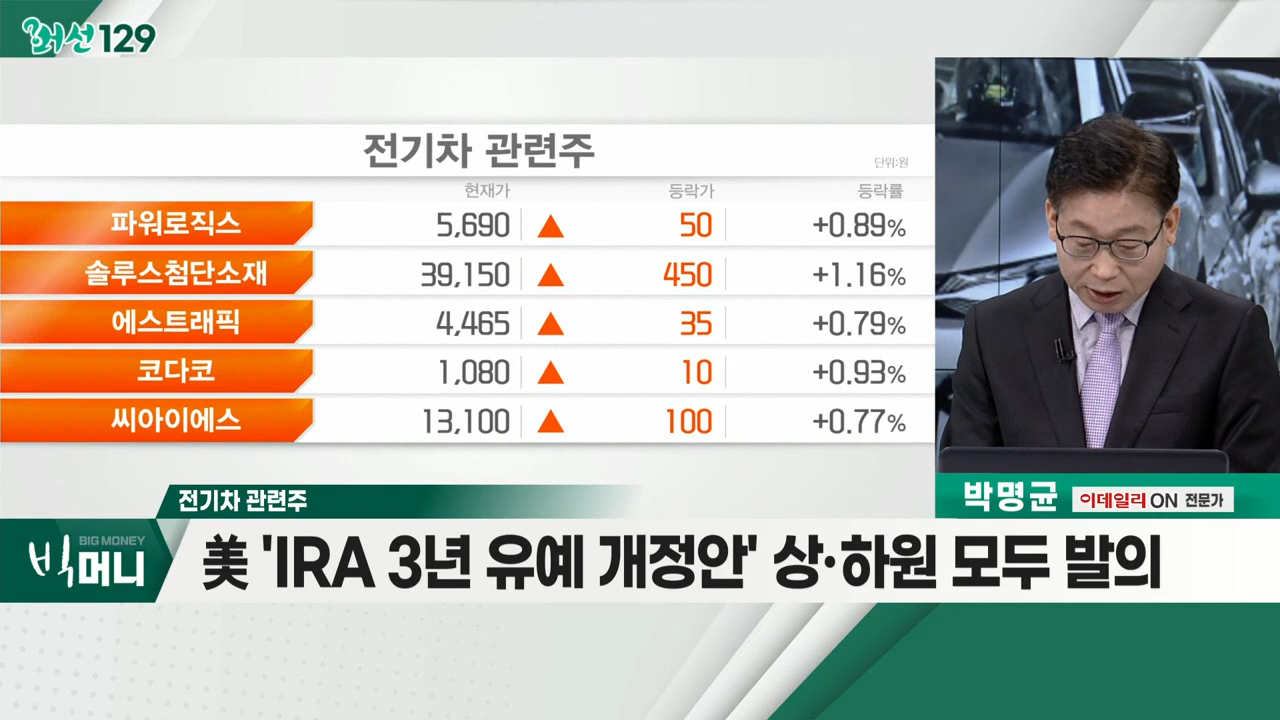 머선129
전기차 관련주
단위:원
현재가 등락가 등락률
파워로직스 5,690 ▲ 50 +0.89%
솔루스첨단소재 39,150 ▲ 450 +1.16%
에스트래픽 4,465 ▲ 35 +0.79%
코다코 1,080 ▲ 10 +0.93%
씨아이에스 13,100 ▲ 100 +0.77%
박명균 이데일리ON 전문가
전기차 관련주
BIG MONEY
빅머니
美 'IRA 3년 유예 개정안' 상·하원 모두 발의